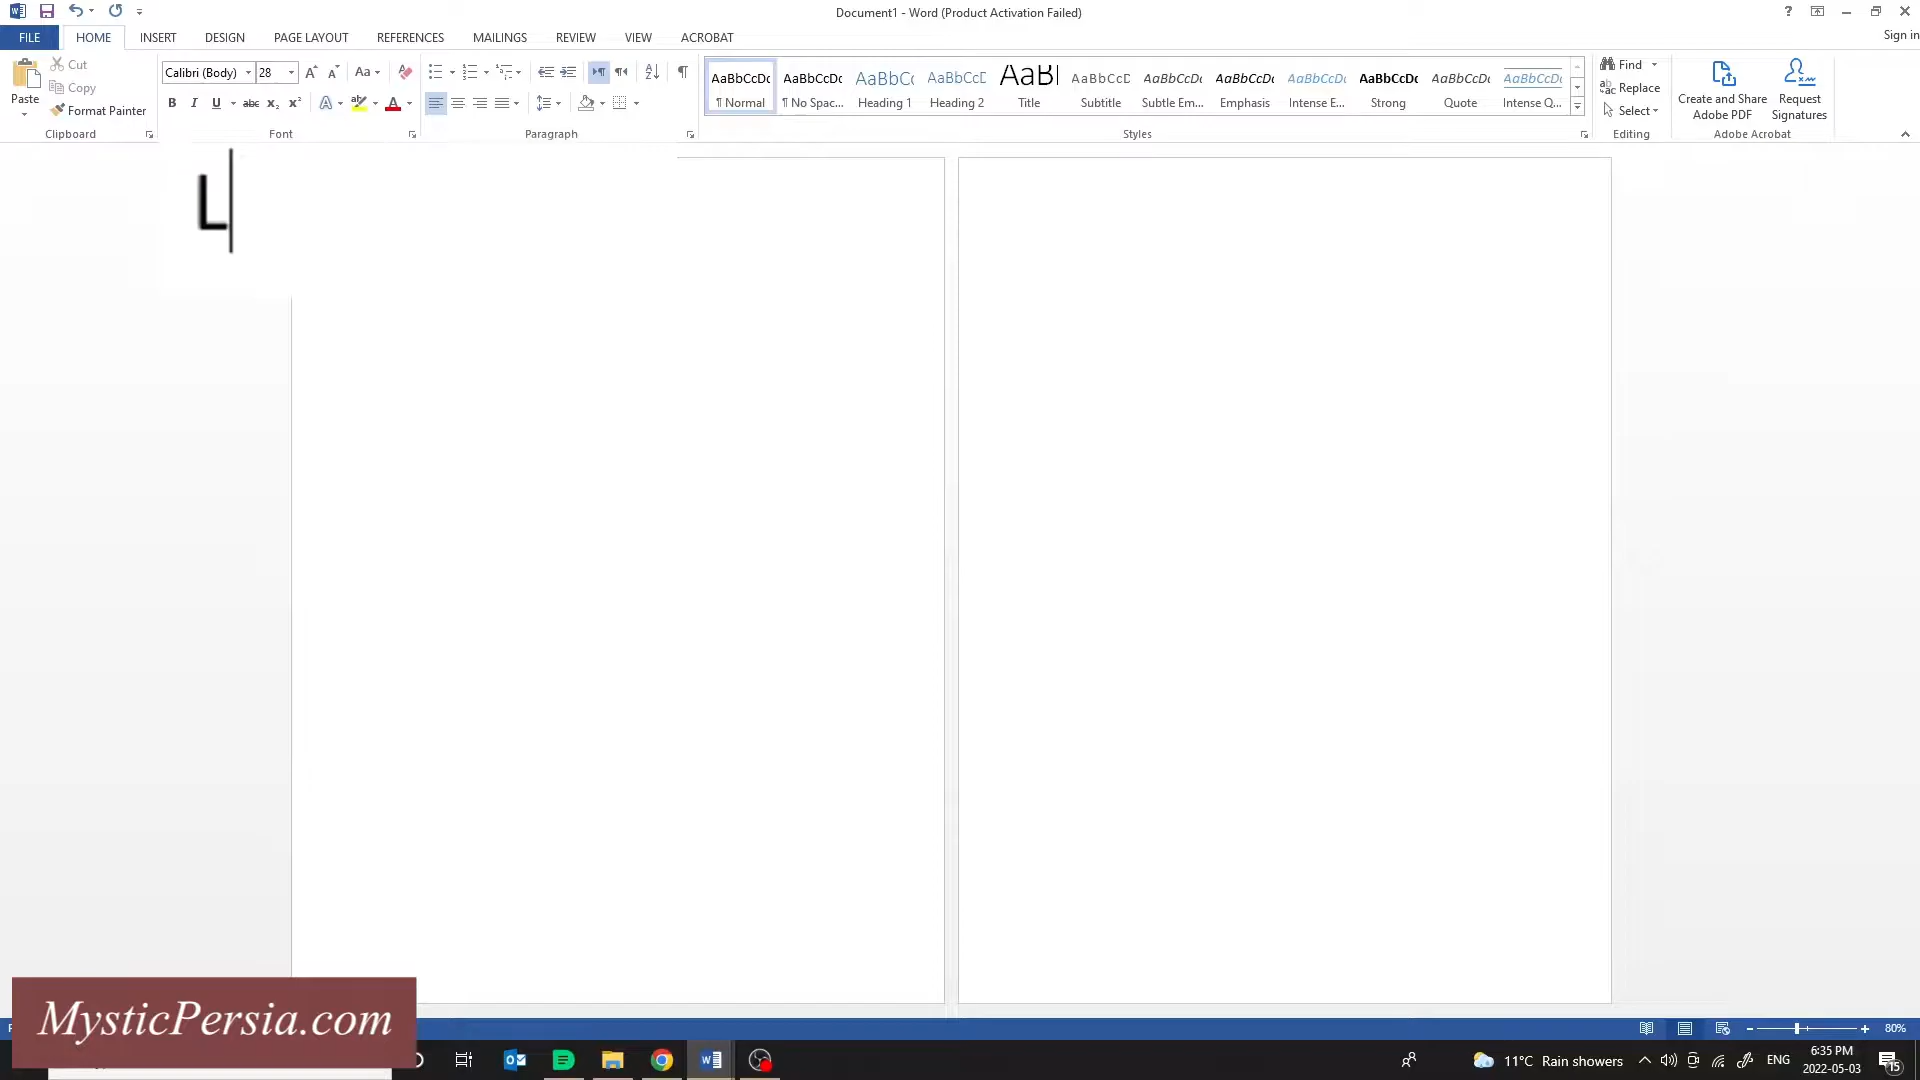 Document1 - Word (Product Activation Failed)
FILE HOME INSERT DESIGN PAGE LAYOUT REFERENCES MAILINGS REVIEW VIEW ACROBAT
Sign in
Paste
Cut
Copy
Format Painter
Clipboard
Calibri (Body) 28
Font
Paragraph
AaBbCcDc AaBbCcDc AaBbC AaBbCcD AaB AaBbCcD AaBbCcDc AaBbCcDc AaBbCcDc AaBbCcDc AaBbCcDc AaBbCcDc
¶ Normal ¶ No Spac... Heading 1 Heading 2 Title Subtitle Subtle Em... Emphasis Intense E... Strong Quote Intense Q...
Styles
Find
Replace
Select
Editing
Create and Share
Adobe PDF
Request
Signatures
Adobe Acrobat
L
MysticPersia.com
80%
11°C Rain showers
ENG
6:35 PM
2022-05-03
15